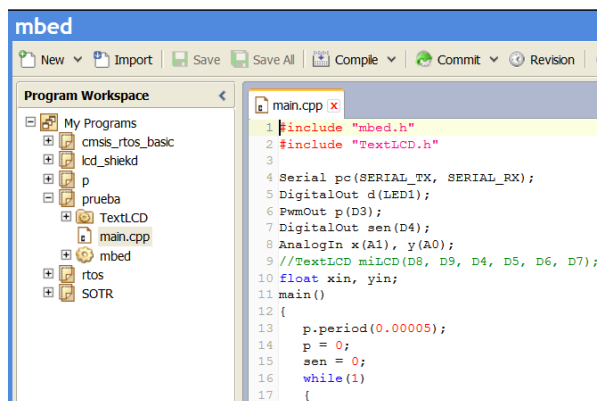 mbed
New Import Save Save All Compile Commit Revision
Program Workspace
My Programs
cmsis_rtos_basic
lcd_shiekd
p
prueba
TextLCD
main.cpp
mbed
rtos
SOTR
main.cpp
1 #include "mbed.h"
2 #include "TextLCD.h"
3
4 Serial pc(SERIAL_TX, SERIAL_RX);
5 DigitalOut d(LED1);
6 PwmOut p(D3);
7 DigitalOut sen(D4);
8 AnalogIn x(A1), y(A0);
9 //TextLCD miLCD(D8, D9, D4, D5, D6, D7);
10 float xin, yin;
11 main()
12 {
13 p.period(0.00005);
14 p = 0;
15 sen = 0;
16 while(1)
17 {